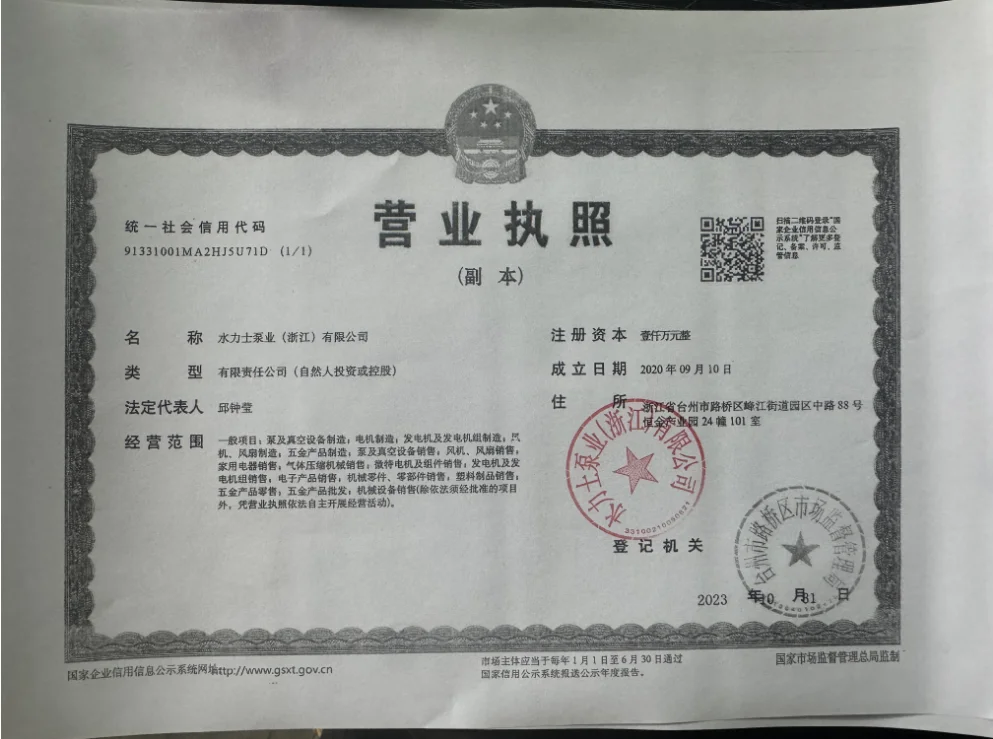 营业执照
(副 本)
统一社会信用代码
91331001MA2HJ5U71D (1/1)
扫描二维码登录“国
家企业信用信息公
示系统”了解更多登
记、备案、许可、监
管信息
名 称 水力士泵业（浙江）有限公司
类 型 有限责任公司（自然人投资或控股）
法定代表人 邱钟莹
经营范围 一般项目：泵及真空设备制造；电机制造；发电机及发电机组制造；风
机、风扇制造；五金产品制造；泵及真空设备销售；风机、风扇销售；
家用电器销售；气体压缩机械销售；微特电机及组件销售；发电机及发
电机组销售；电子产品销售；机械零件、零部件销售；塑料制品销售；
五金产品零售；五金产品批发；机械设备销售(除依法须经批准的项目
外，凭营业执照依法自主开展经营活动)。
注册资本 壹仟万元整
成立日期 2020 年 09 月 10 日
住 所 浙江省台州市路桥区峰江街道园区中路 88 号
恒金产业园 24 幢 101 室
水力士泵业(浙江)有限公司
登记机关
台州市路桥区市场监督管理局
2023 年10 月31 日
国家企业信用信息公示系统网址http://www.gsxt.gov.cn
市场主体应当于每年 1 月 1 日至 6 月 30 日通过
国家信用公示系统报送公示年度报告。
国家市场监督管理总局监制